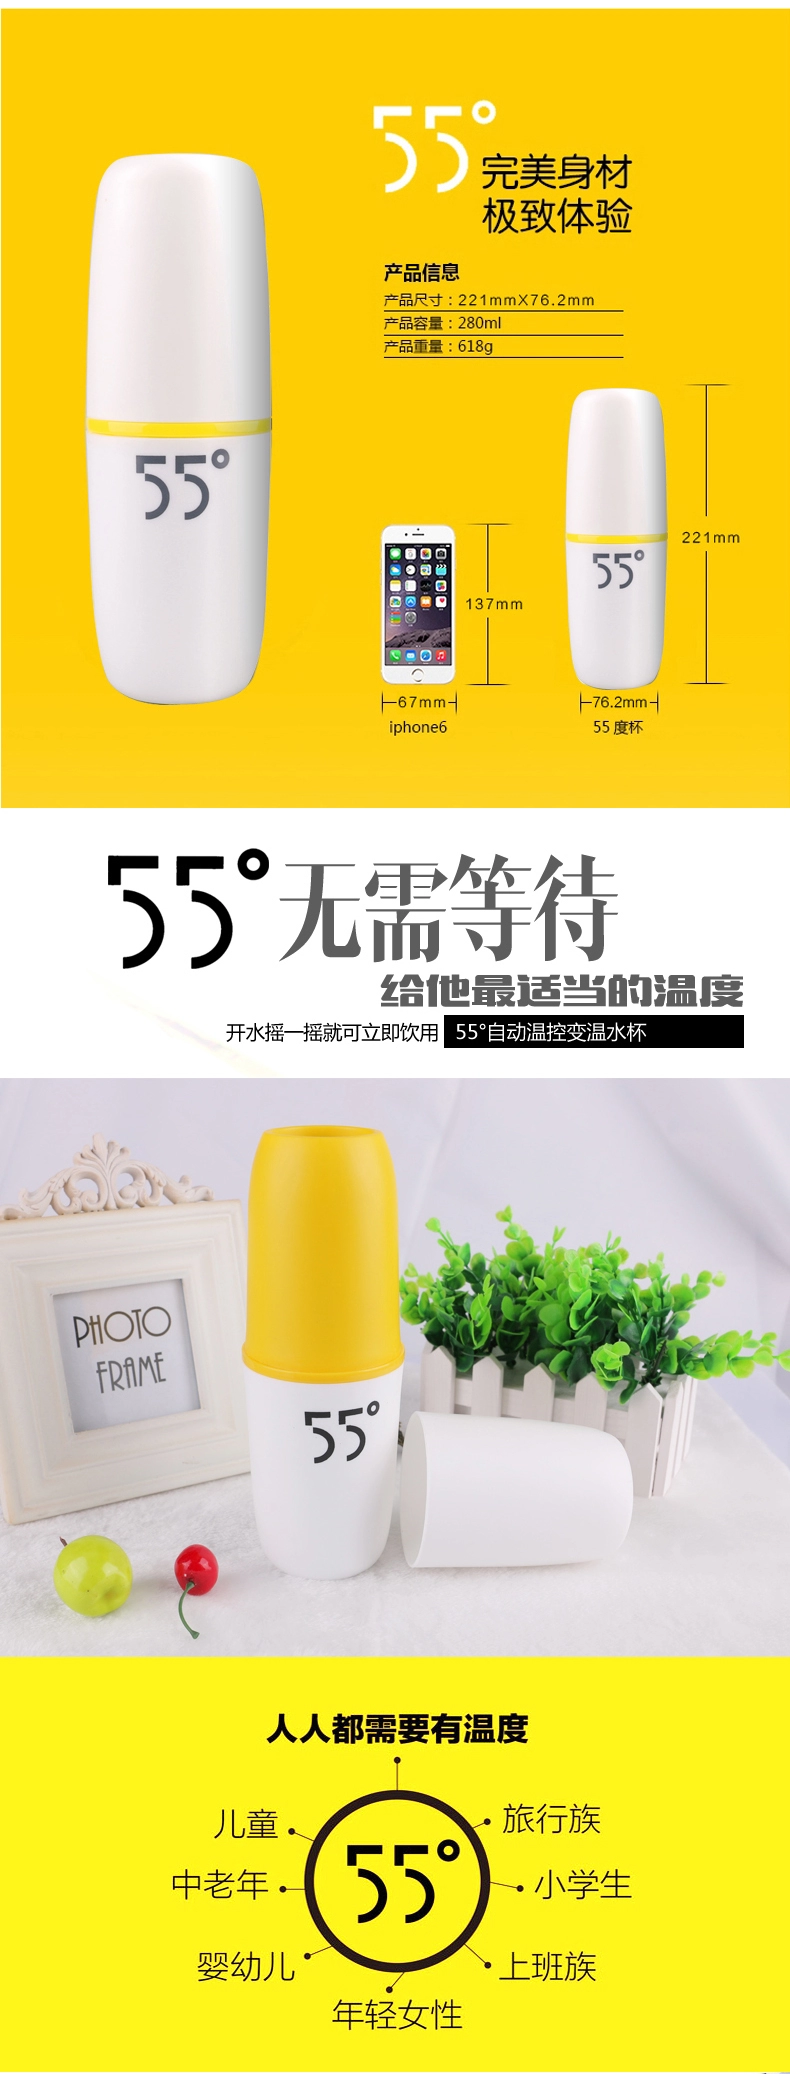 55°
完美身材
极致体验
产品信息
产品尺寸：221mmX76.2mm
产品容量：280ml
产品重量：618g
55°
55°
221mm
137mm
67mm
76.2mm
iphone6
55度杯
55°无需等待
给他最适当的温度
开水摇一摇就可立即饮用 55°自动温控变温水杯
PHOTO
FRAME
55°
人人都需要有温度
儿童
旅行族
55°
中老年
小学生
婴幼儿
上班族
年轻女性